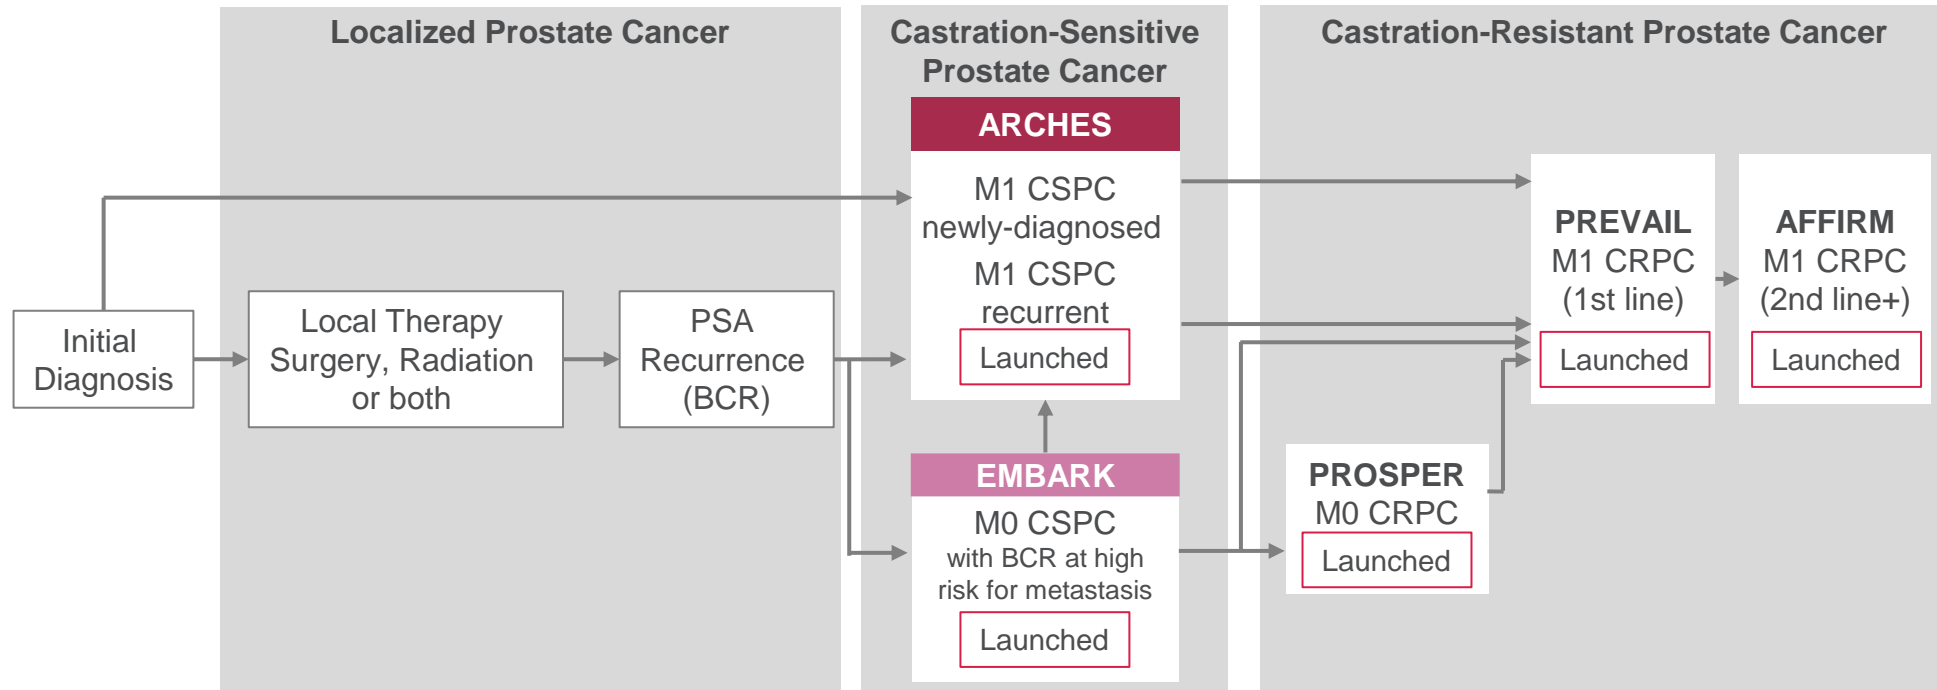 Localized Prostate Cancer
Castration-Sensitive
Prostate Cancer
Castration-Resistant Prostate Cancer
Initial
Diagnosis
Local Therapy
Surgery, Radiation
or both
PSA
Recurrence
(BCR)
ARCHES
M1 CSPC
newly-diagnosed
M1 CSPC
recurrent
Launched
EMBARK
M0 CSPC
with BCR at high
risk for metastasis
Launched
PROSPER
M0 CRPC
Launched
PREVAIL
M1 CRPC
(1st line)
Launched
AFFIRM
M1 CRPC
(2nd line+)
Launched